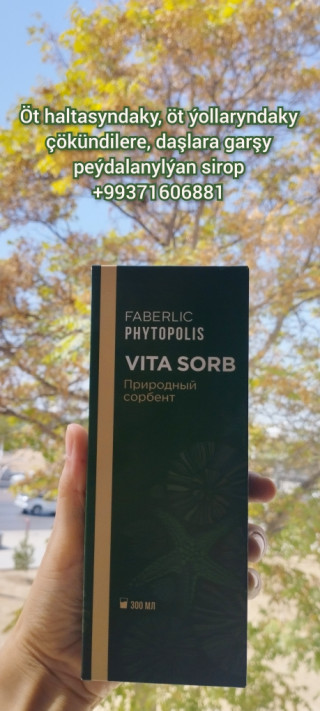 Öt haltasyndaky, öt ýollaryndaky
çökündilere, daşlara garşy
peýdalanylýan sirop
+99371606881
FABERLIC
PHYTOPOLIS
VITA SORB
Природный
сорбент
300 МЛ